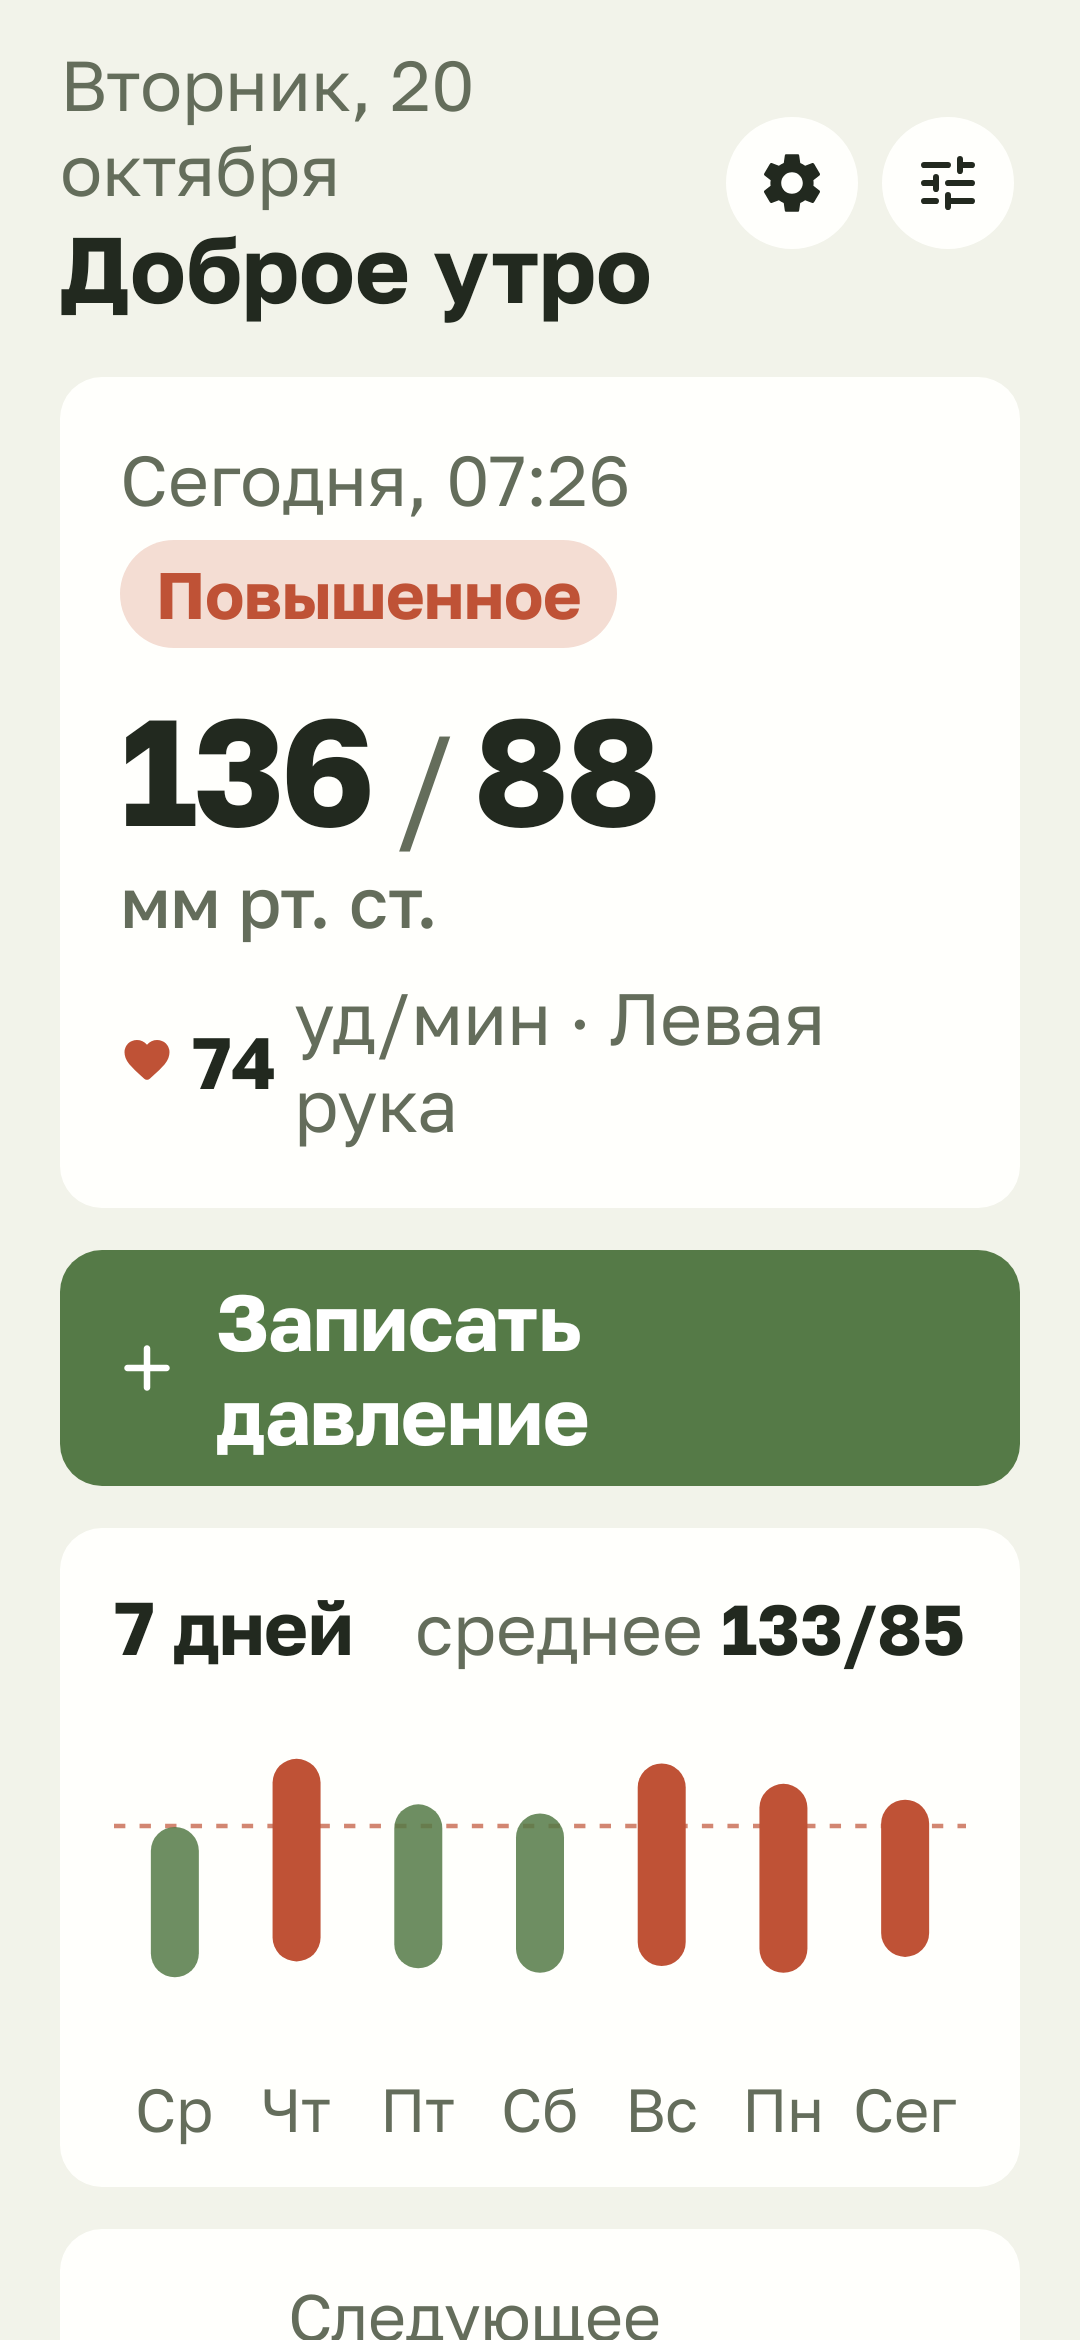 Вторник, 20
октября
Доброе утро
Сегодня, 07:26
Повышенное
136 / 88
мм рт. ст.
74 уд/мин · Левая
рука
Записать
давление
7 дней среднее 133/85
Ср Чт Пт Сб Вс Пн Сег
Следующее